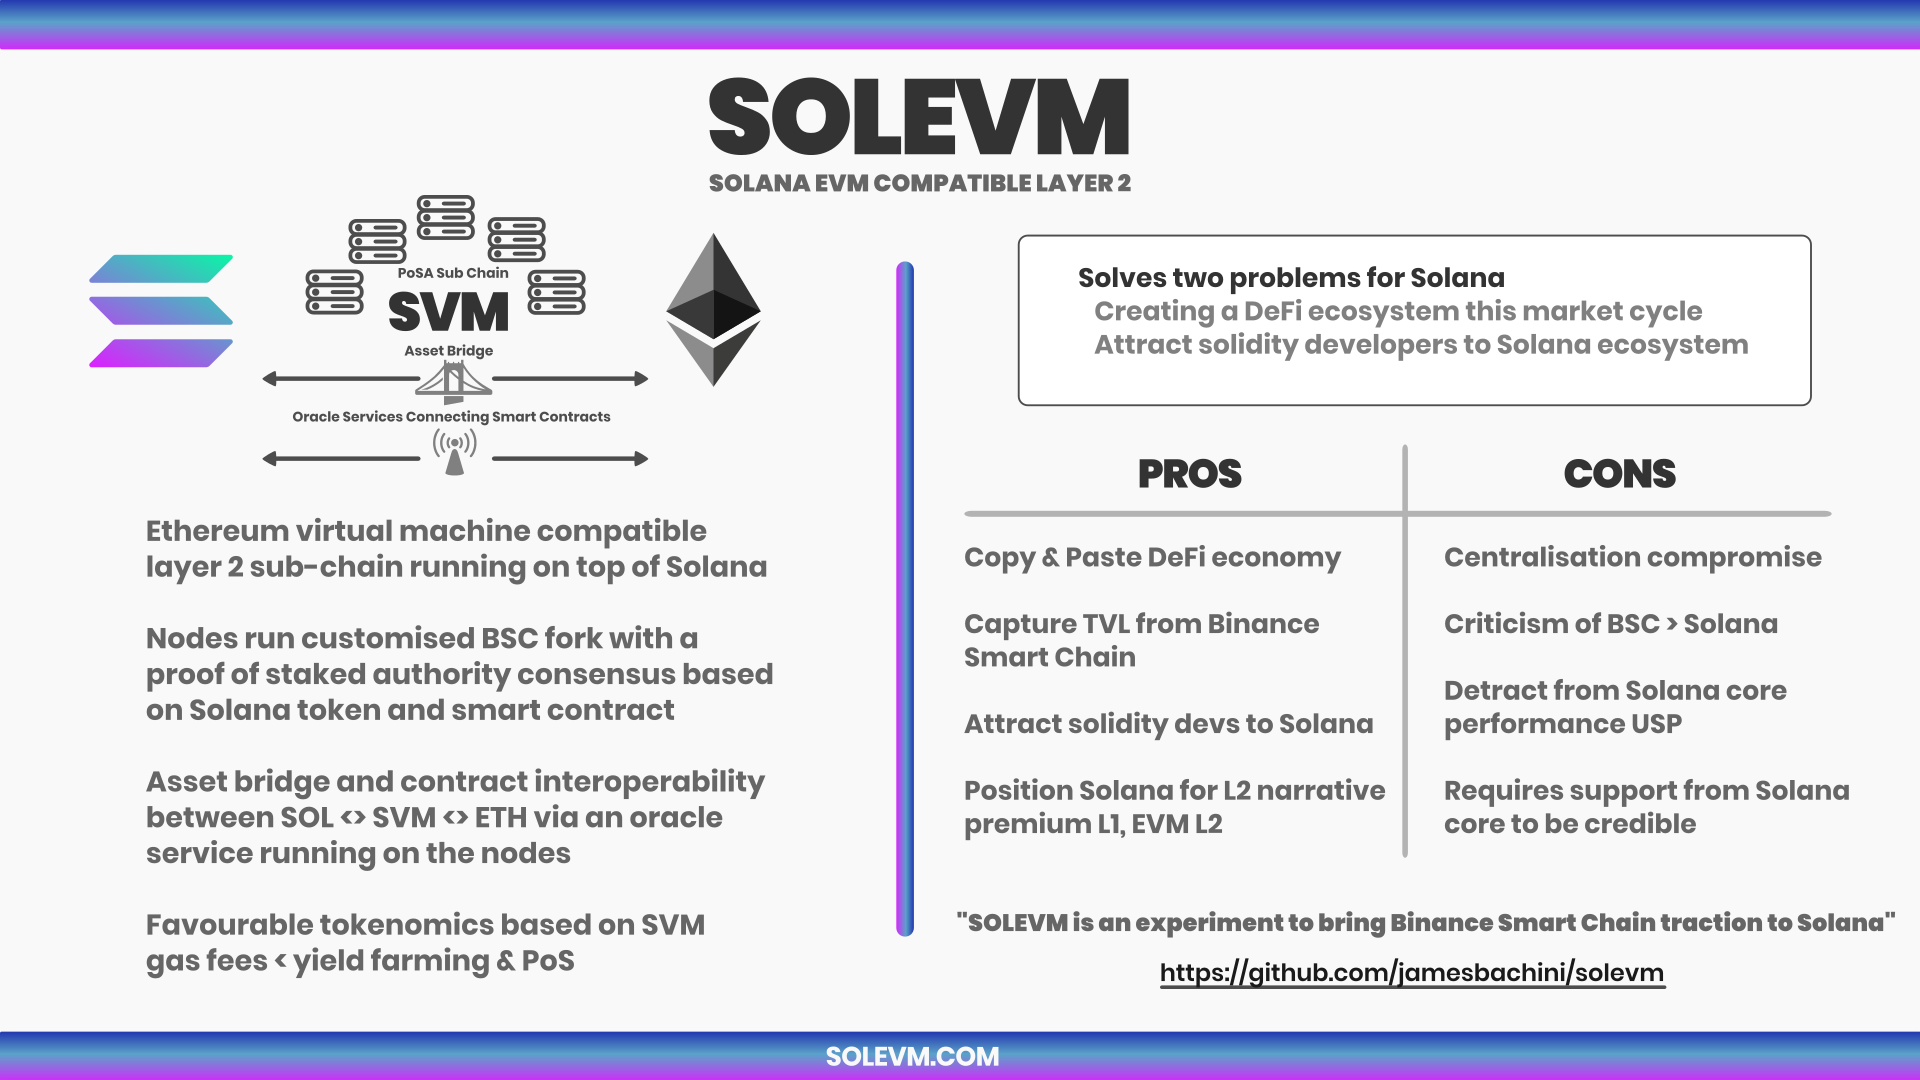 SOLEVM
SOLANA EVM COMPATIBLE LAYER 2
PoSA Sub Chain
SVM
Asset Bridge
Oracle Services Connecting Smart Contracts
Ethereum virtual machine compatible
layer 2 sub-chain running on top of Solana
Nodes run customised BSC fork with a
proof of staked authority consensus based
on Solana token and smart contract
Asset bridge and contract interoperability
between SOL <> SVM <> ETH via an oracle
service running on the nodes
Favourable tokenomics based on SVM
gas fees < yield farming & PoS
Solves two problems for Solana
Creating a DeFi ecosystem this market cycle
Attract solidity developers to Solana ecosystem
PROS
Copy & Paste DeFi economy
Capture TVL from Binance
Smart Chain
Attract solidity devs to Solana
Position Solana for L2 narrative
premium L1, EVM L2
CONS
Centralisation compromise
Criticism of BSC > Solana
Detract from Solana core
performance USP
Requires support from Solana
core to be credible
"SOLEVM is an experiment to bring Binance Smart Chain traction to Solana"
https://github.com/jamesbachini/solevm
SOLEVM.COM